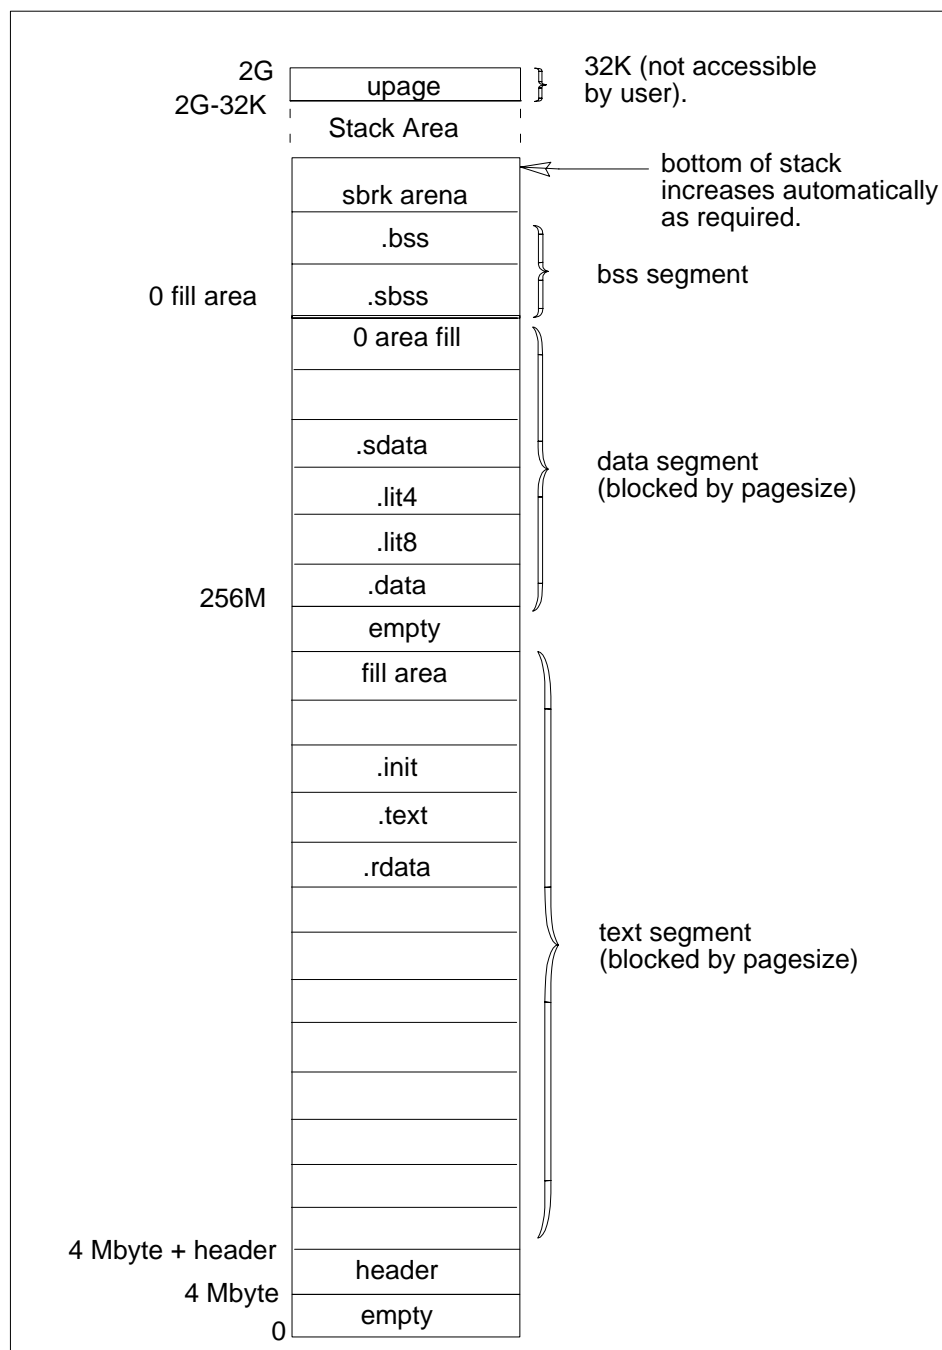 2G
upage
32K (not accessible
by user).
2G-32K
Stack Area
bottom of stack
increases automatically
as required.
sbrk arena
.bss
bss segment
0 fill area
.sbss
0 area fill
.sdata
data segment
(blocked by pagesize)
.lit4
.lit8
.data
256M
empty
fill area
.init
.text
.rdata
text segment
(blocked by pagesize)
4 Mbyte + header
header
4 Mbyte
empty
0